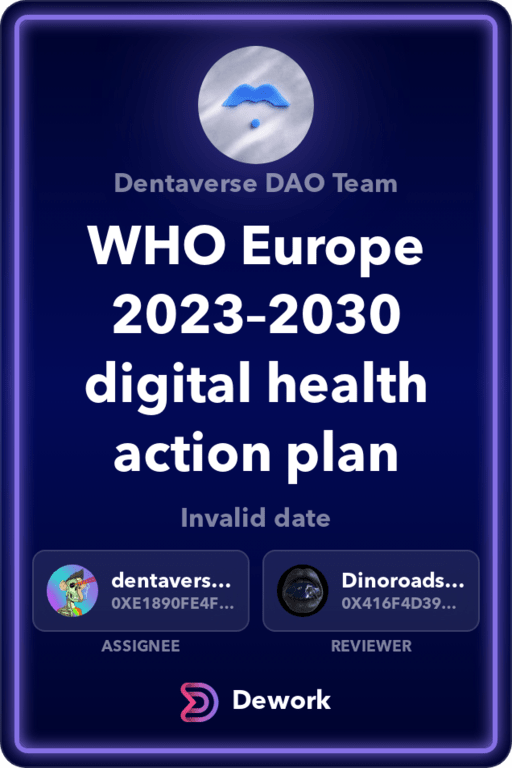 Dentaverse DAO Team
WHO Europe
2023–2030
digital health
action plan
Invalid date
dentavers...
0XE1890FE4F...
ASSIGNEE
Dinoroads...
0X416F4D39...
REVIEWER
Dework